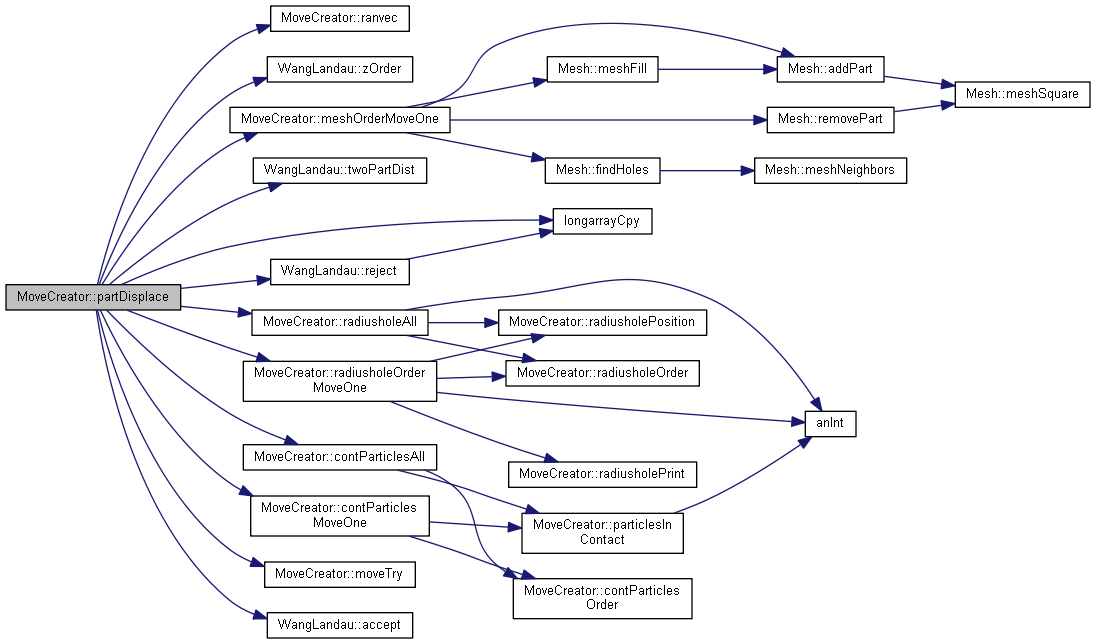 MoveCreator::partDisplace
MoveCreator::ranvec
WangLandau::zOrder
MoveCreator::meshOrderMoveOne
WangLandau::twoPartDist
WangLandau::reject
MoveCreator::radiusholeAll
MoveCreator::radiusholeOrder
MoveOne
MoveCreator::contParticlesAll
MoveCreator::contParticles
MoveOne
MoveCreator::moveTry
WangLandau::accept
Mesh::meshFill
Mesh::findHoles
longarrayCpy
MoveCreator::radiusholePosition
MoveCreator::radiusholeOrder
MoveCreator::radiusholePrint
MoveCreator::particlesIn
Contact
MoveCreator::contParticles
Order
Mesh::addPart
Mesh::removePart
Mesh::meshNeighbors
anInt
Mesh::meshSquare